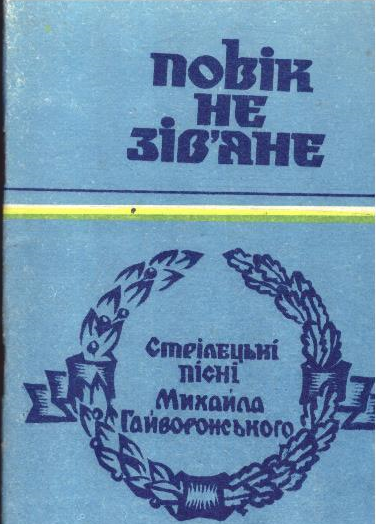 Повік
не
зів'яне
Стрілецькі
пісні
Михайла
Гайворонського